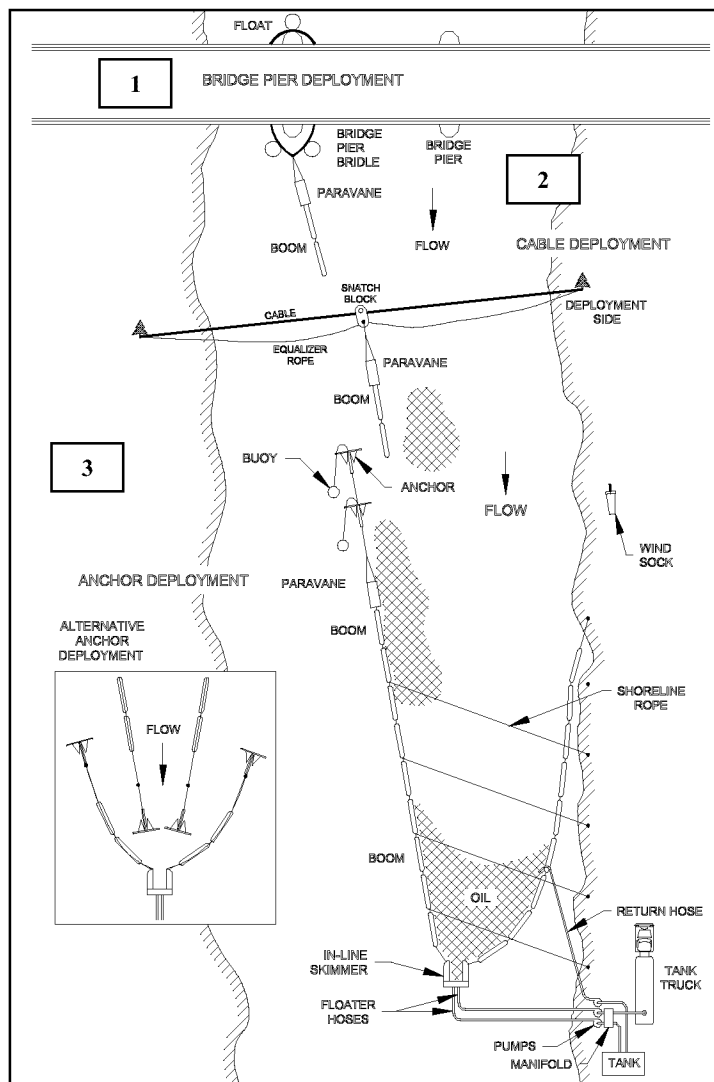 FLOAT
1
BRIDGE PIER DEPLOYMENT
BRIDGE
PIER
BRIDLE
BRIDGE
PIER
2
PARAVANE
FLOW
BOOM
CABLE DEPLOYMENT
SNATCH
BLOCK
CABLE
DEPLOYMENT
SIDE
EQUALIZER
ROPE
PARAVANE
BOOM
3
BUOY
ANCHOR
FLOW
WIND
SOCK
ANCHOR DEPLOYMENT
PARAVANE
ALTERNATIVE
ANCHOR
DEPLOYMENT
BOOM
SHORELINE
ROPE
FLOW
BOOM
OIL
RETURN HOSE
IN-LINE
SKIMMER
TANK
TRUCK
FLOATER
HOSES
PUMPS
MANIFOLD
TANK